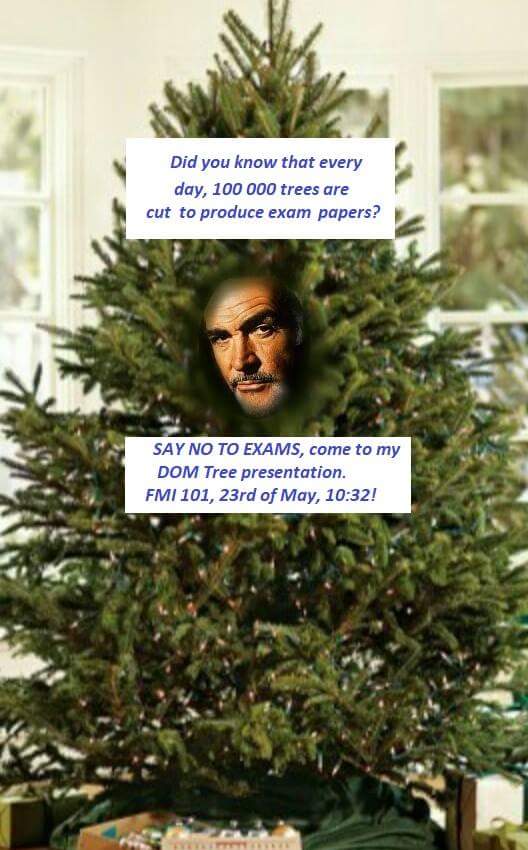 Did you know that every
day, 100 000 trees are
cut to produce exam papers?
SAY NO TO EXAMS, come to my
DOM Tree presentation.
FMI 101, 23rd of May, 10:32!